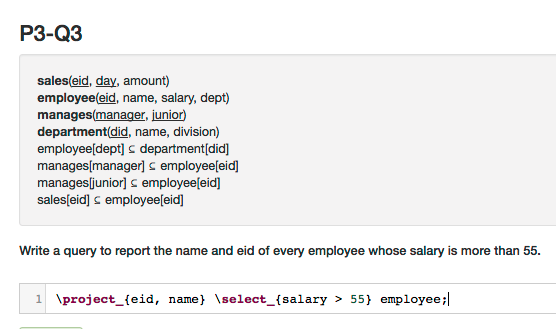 P3-Q3
sales(eid, day, amount)
employee(eid, name, salary, dept)
manages(manager, junior)
department(did, name, division)
employee[dept] ⊆ department[did]
manages[manager] ⊆ employee[eid]
manages[junior] ⊆ employee[eid]
sales[eid] ⊆ employee[eid]
Write a query to report the name and eid of every employee whose salary is more than 55.
1 \project_{eid, name} \select_{salary > 55} employee;